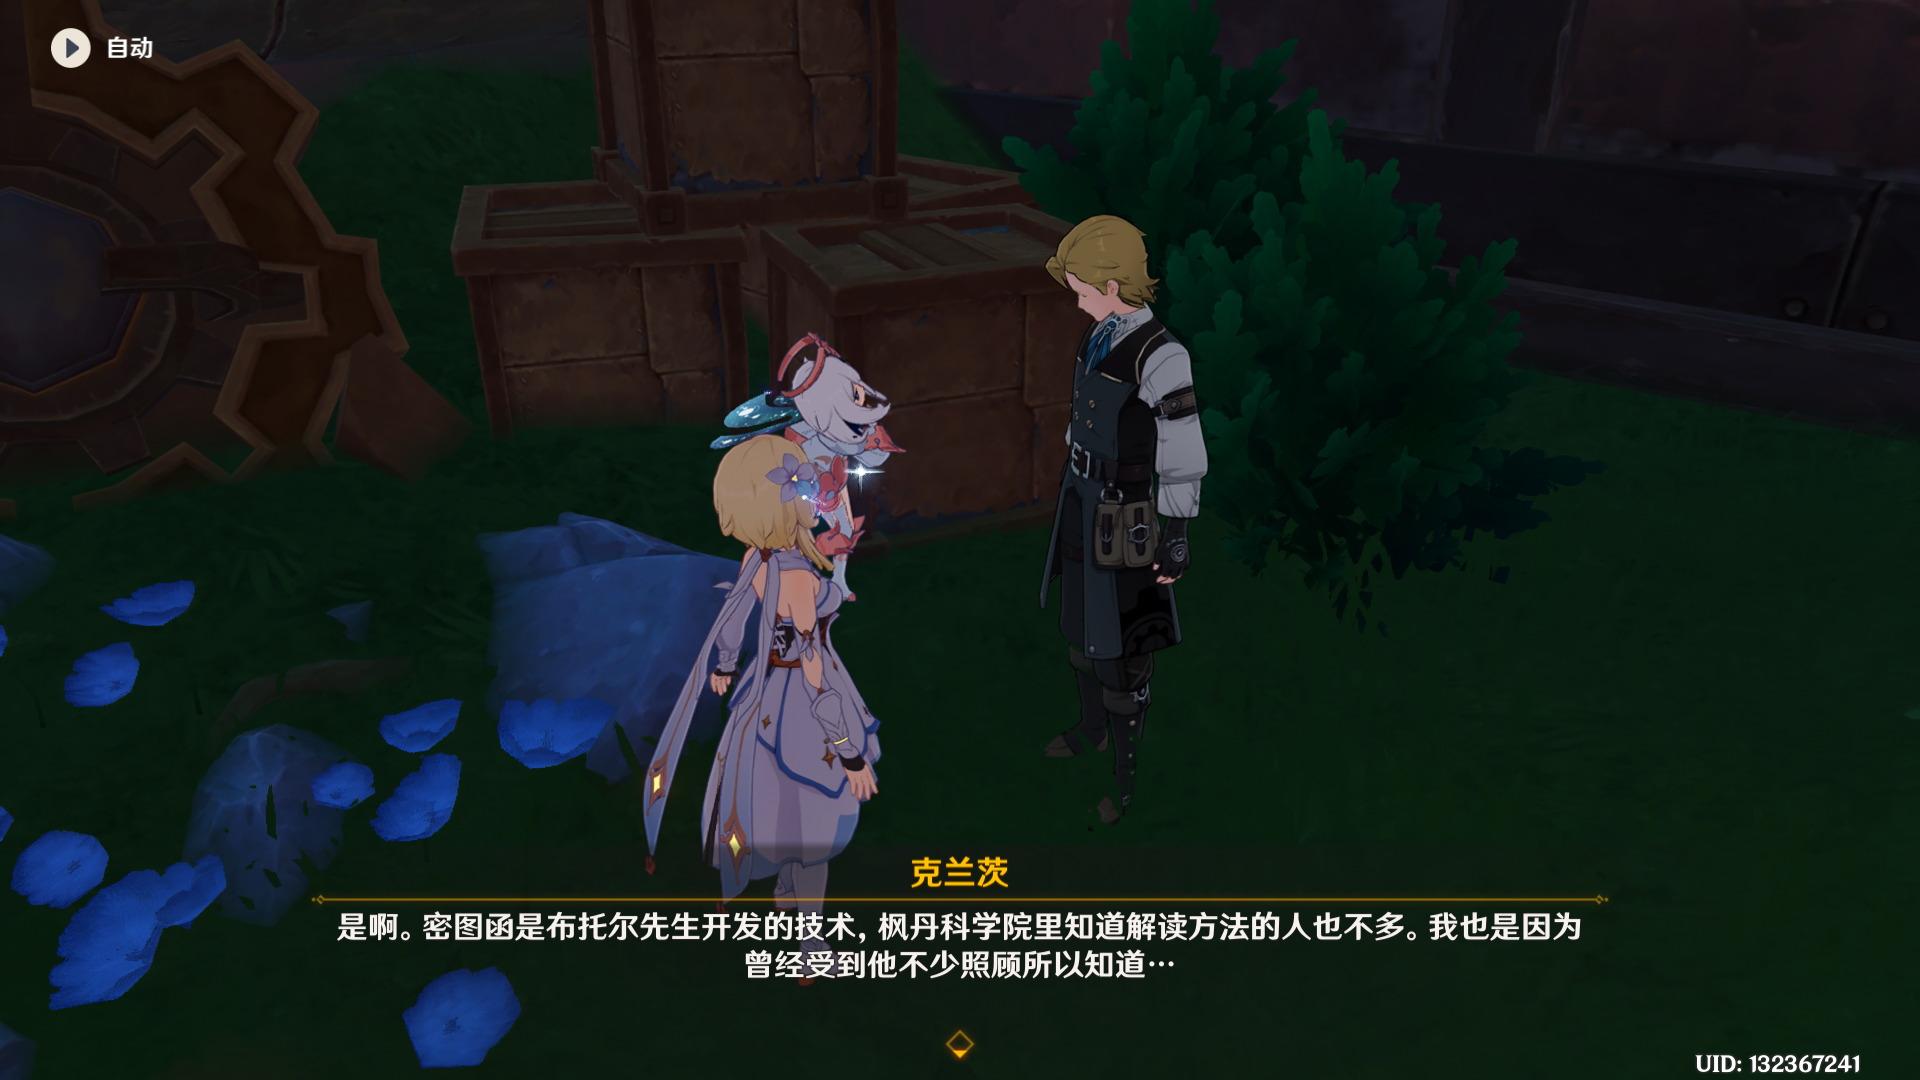 自动
克兰茨
是啊。密图函是布托尔先生开发的技术，枫丹科学院里知道解读方法的人也不多。我也是因为
曾经受到他不少照顾所以知道…
UID: 132367241